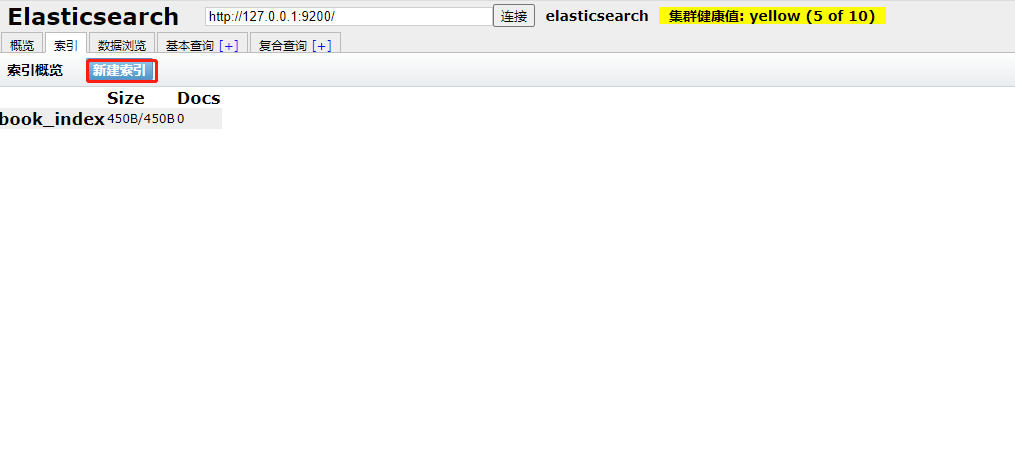 Elasticsearch http://127.0.0.1:9200/ 连接 elasticsearch 集群健康值: yellow (5 of 10)
概览 索引 数据浏览 基本查询 [+] 复合查询 [+]
索引概览 新建索引
Size Docs
book_index 450B/450B 0